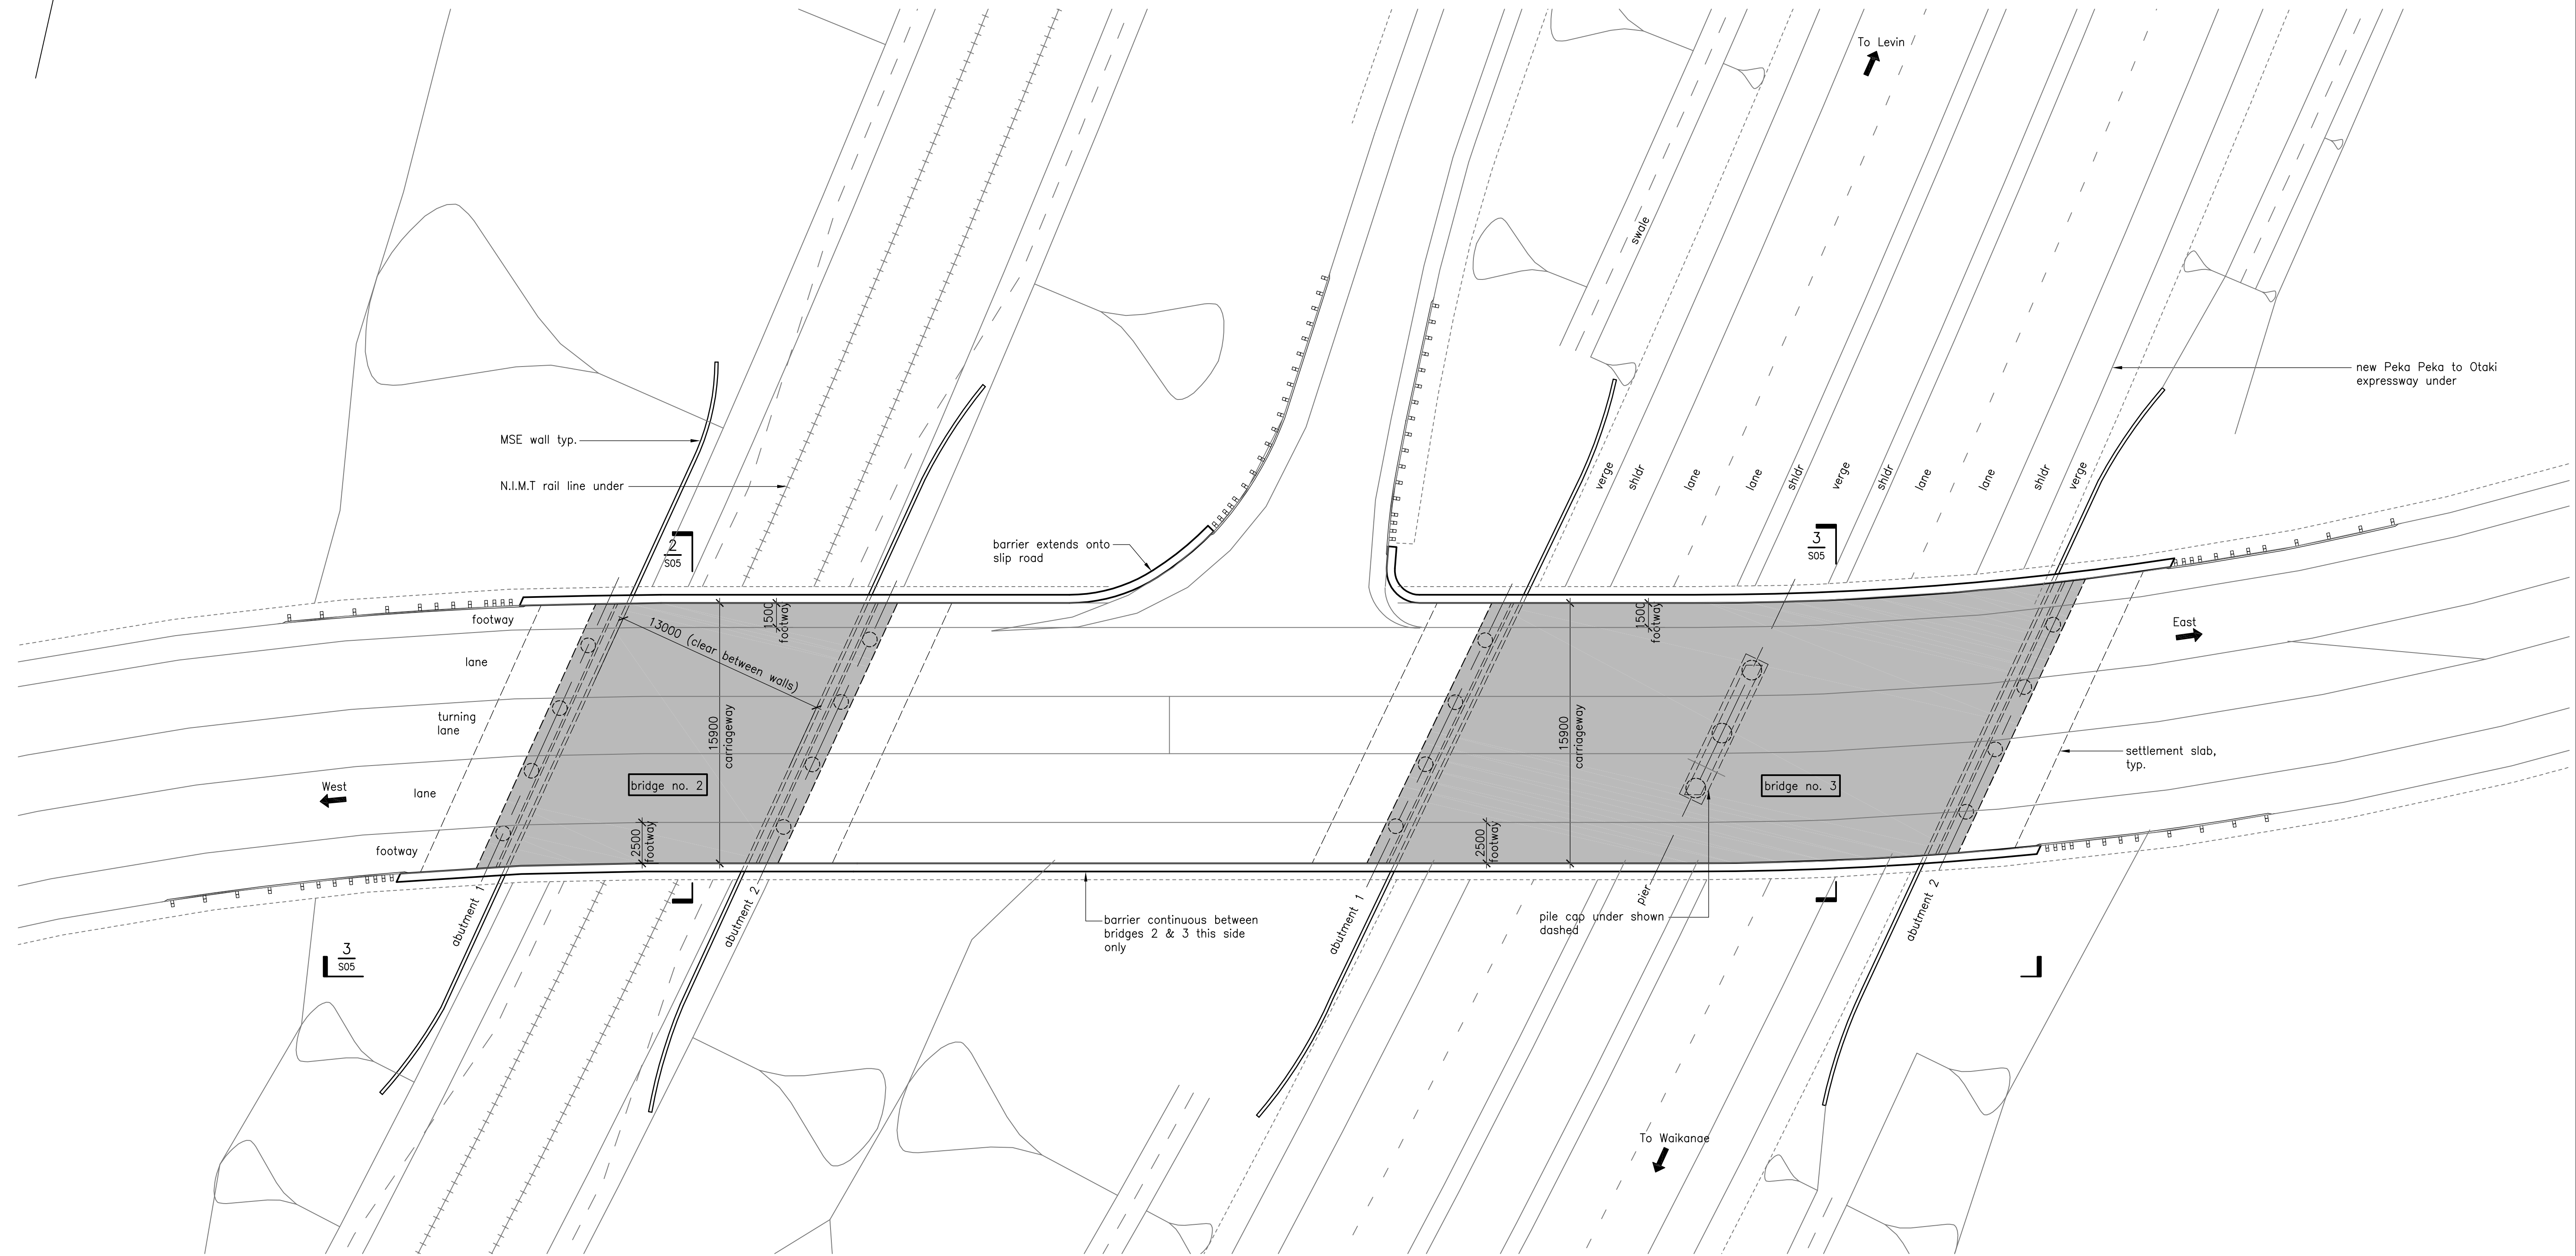 To Levin
swale
new Peka Peka to Otaki
expressway under
MSE wall typ.
N.I.M.T rail line under
verge
shldr
lane
lane
shldr
verge
shldr
lane
lane
shldr
verge
2
S05
barrier extends onto
slip road
3
S05
footway
1500
footway
1500
footway
East
13000 (clear between walls)
lane
turning
lane
15900
carriageway
15900
carriageway
settlement slab,
typ.
West
lane
bridge no. 2
bridge no. 3
footway
2500
footway
2500
footway
abutment 1
abutment 2
barrier continuous between
bridges 2 & 3 this side
only
abutment 1
pier
pile cap under shown
dashed
abutment 2
3
S05
To Waikanae